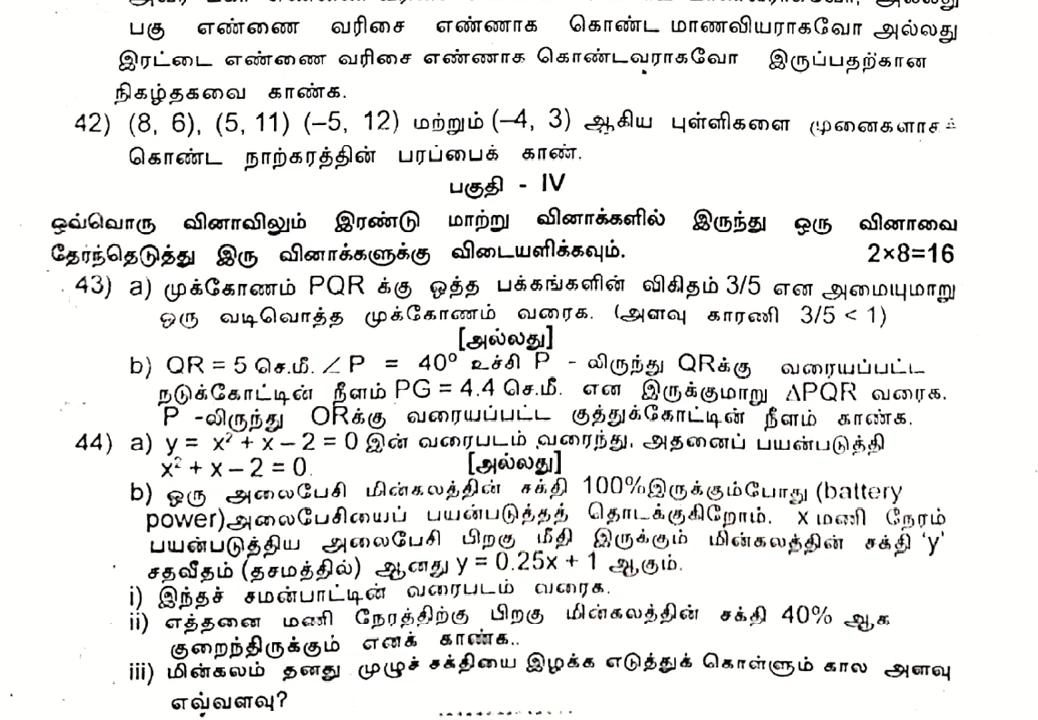 பகு எண்ணை வரிசை எண்ணாக கொண்ட மாணவியராகவோ அல்லது
இரட்டை எண்ணை வரிசை எண்ணாக கொண்டவராகவோ இருப்பதற்கான
நிகழ்தகவை காண்க.
42) (8, 6), (5, 11) (–5, 12) மற்றும் (–4, 3) ஆகிய புள்ளிகளை
கொண்ட நாற்கரத்தின் பரப்பைக் காண்.
பகுதி - IV
ஒவ்வொரு வினாவிலும் இரண்டு மாற்று வினாக்களில் இருந்து ஒரு வினாவை
தேர்ந்தெடுத்து இரு வினாக்களுக்கு விடையளிக்கவும். 2×8=16
43) a) முக்கோணம் PQR க்கு ஒத்த பக்கங்களின் விகிதம் 3/5 என அமையுமாறு
ஒரு வடிவொத்த முக்கோணம் வரைக. (அளவு காரணி 3/5 < 1)
[அல்லது]
b) QR = 5 செ.மீ. ∠P = 40° உச்சி P - லிருந்து QRக்கு வரையப்பட்ட
நடுக்கோட்டின் நீளம் PG = 4.4 செ.மீ. என இருக்குமாறு ΔPQR வரைக.
P -லிருந்து QRக்கு வரையப்பட்ட குத்துக்கோட்டின் நீளம் காண்க.
44) a) y = x² + x – 2 = 0 இன் வரைபடம் வரைந்து, அதனைப் பயன்படுத்தி
x² + x – 2 = 0. [அல்லது]
b) ஒரு அலைபேசி மின்கலத்தின் சக்தி 100%இருக்கும்போது (battery
power)அலைபேசியைப் பயன்படுத்தத் தொடக்குகிறோம். x மணி நேரம்
பயன்படுத்திய அலைபேசி பிறகு மீதி இருக்கும் மின்கலத்தின் சக்தி ‘y’
சதவீதம் (தசமத்தில்) ஆனது y = 0.25x + 1 ஆகும்.
i) இந்தச் சமன்பாட்டின் வரைபடம் வரைக.
ii) எத்தனை மணி நேரத்திற்கு பிறகு மின்கலத்தின் சக்தி 40% ஆக
குறைந்திருக்கும் எனக் காண்க..
iii) மின்கலம் தனது முழுச் சக்தியை இழக்க எடுத்துக் கொள்ளும் கால அளவு
எவ்வளவு?